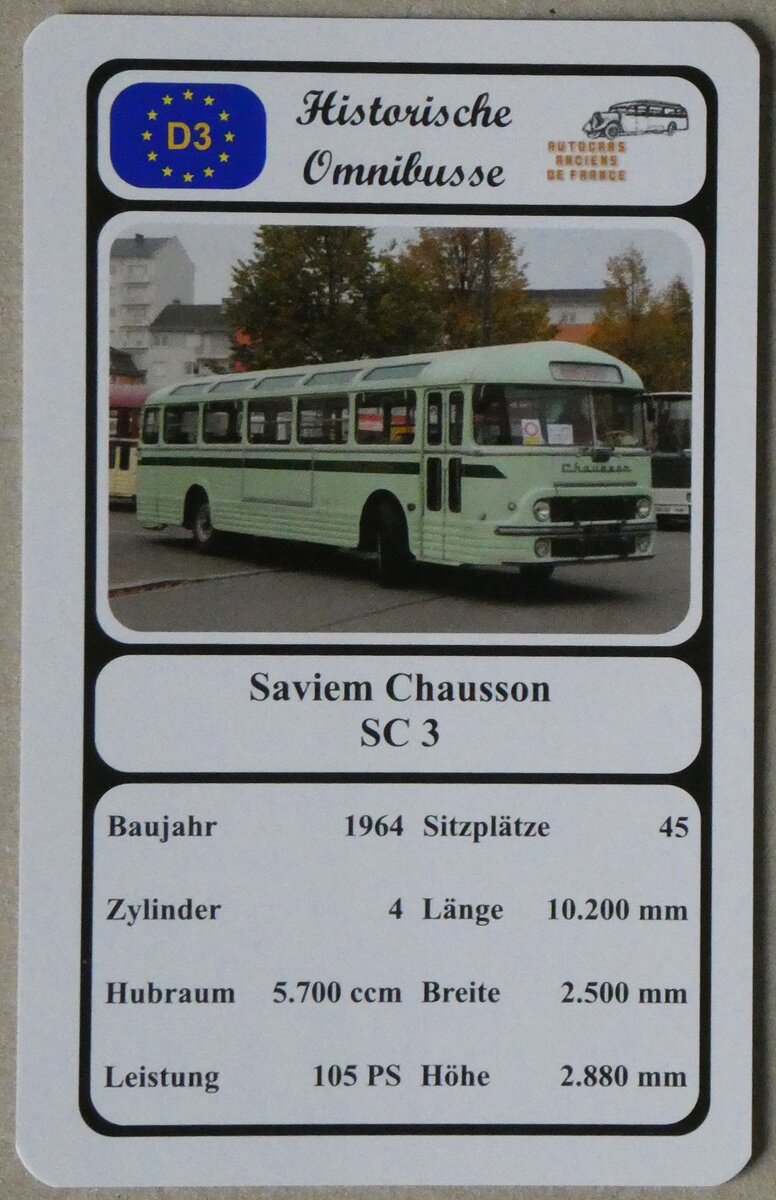 D3
Historische
Omnibusse
AUTOCARS
ANCIENS
DE FRANCE
Chausson
Saviem Chausson
SC 3
Baujahr 1964 Sitzplätze 45
Zylinder 4 Länge 10.200 mm
Hubraum 5.700 ccm Breite 2.500 mm
Leistung 105 PS Höhe 2.880 mm